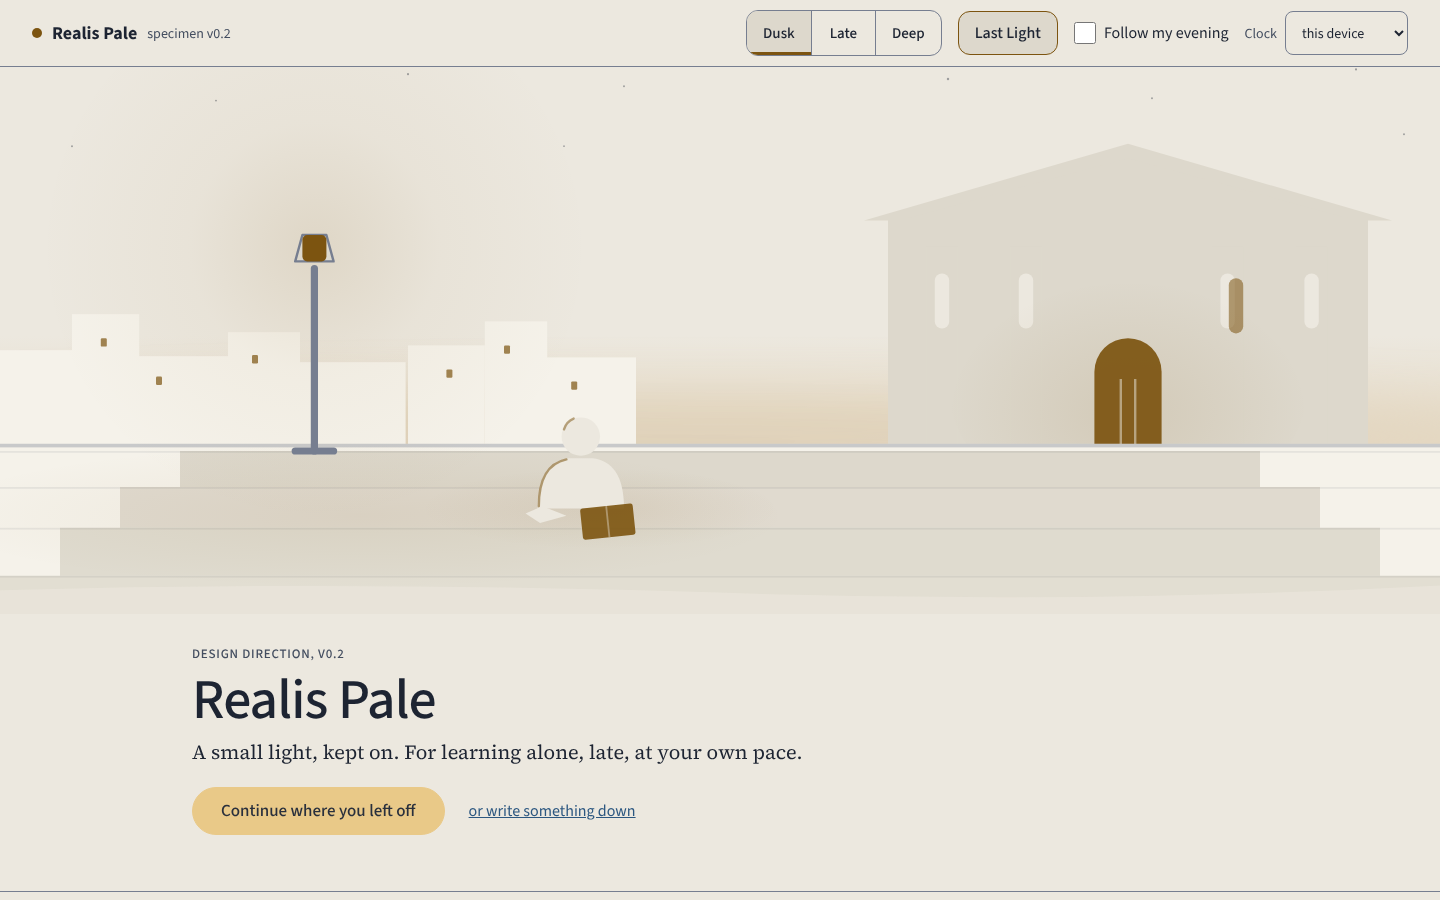 Realis Pale specimen v0.2 Dusk Late Deep Last Light Follow my evening Clock this device
DESIGN DIRECTION, V0.2
Realis Pale
A small light, kept on. For learning alone, late, at your own pace.
Continue where you left off or write something down